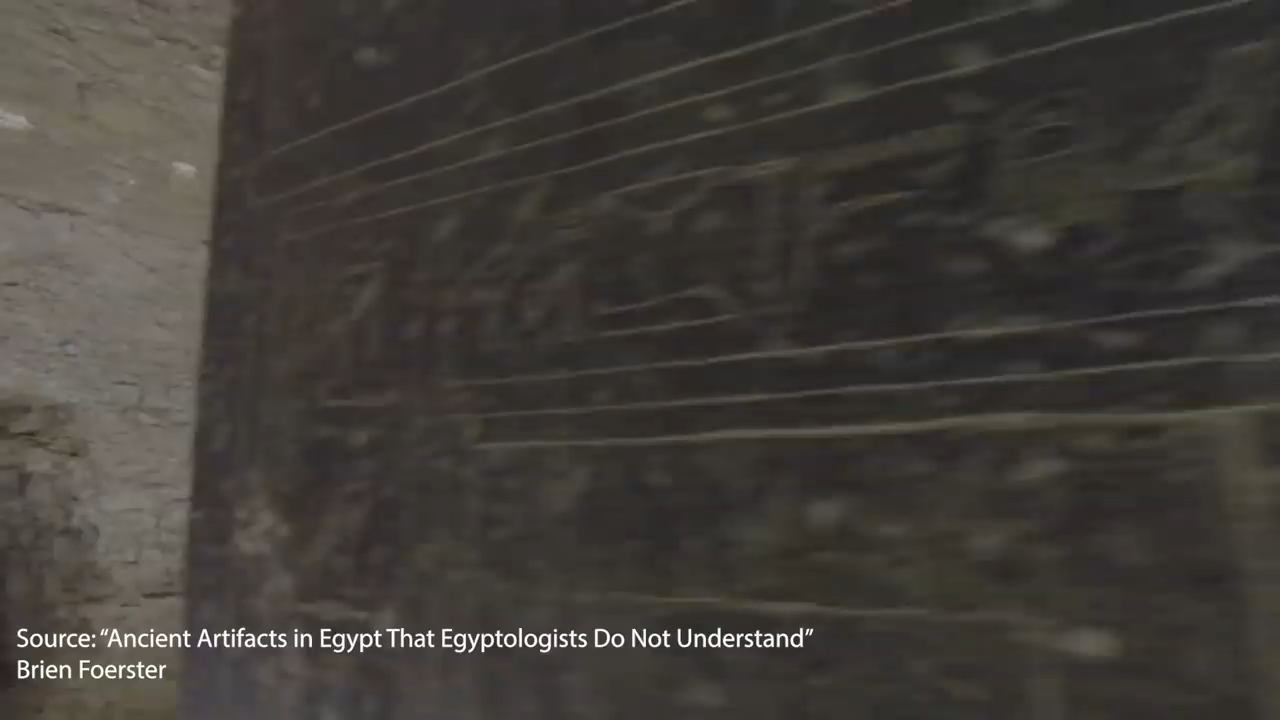 Source: “Ancient Artifacts in Egypt That Egyptologists Do Not Understand”
Brien Foerster